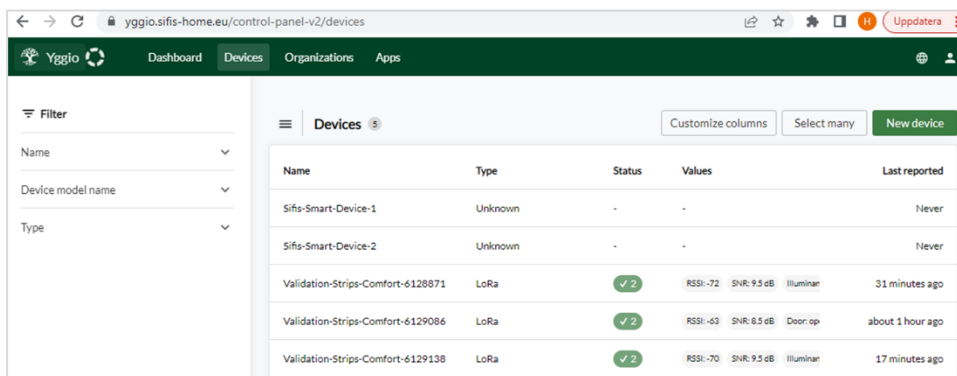 yggio.sifis-home.eu/control-panel-v2/devices H Uppdatera
Yggio Dashboard Devices Organizations Apps
Filter
Devices 5 Customize columns Select many New device
Name
Device model name
Type
Name Type Status Values Last reported
Sifis-Smart-Device-1 Unknown - - Never
Sifis-Smart-Device-2 Unknown - - Never
Validation-Strips-Comfort-6128871 LoRa ✓ 2 RSSI: -72 SNR: 9.5 dB Illuminan 31 minutes ago
Validation-Strips-Comfort-6129086 LoRa ✓ 2 RSSI: -63 SNR: 8.5 dB Door: op about 1 hour ago
Validation-Strips-Comfort-6129138 LoRa ✓ 2 RSSI: -70 SNR: 9.5 dB Illuminan 17 minutes ago